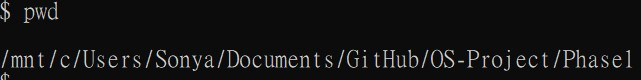 $ pwd
/mnt/c/Users/Sonya/Documents/GitHub/OS-Project/Phase1
$